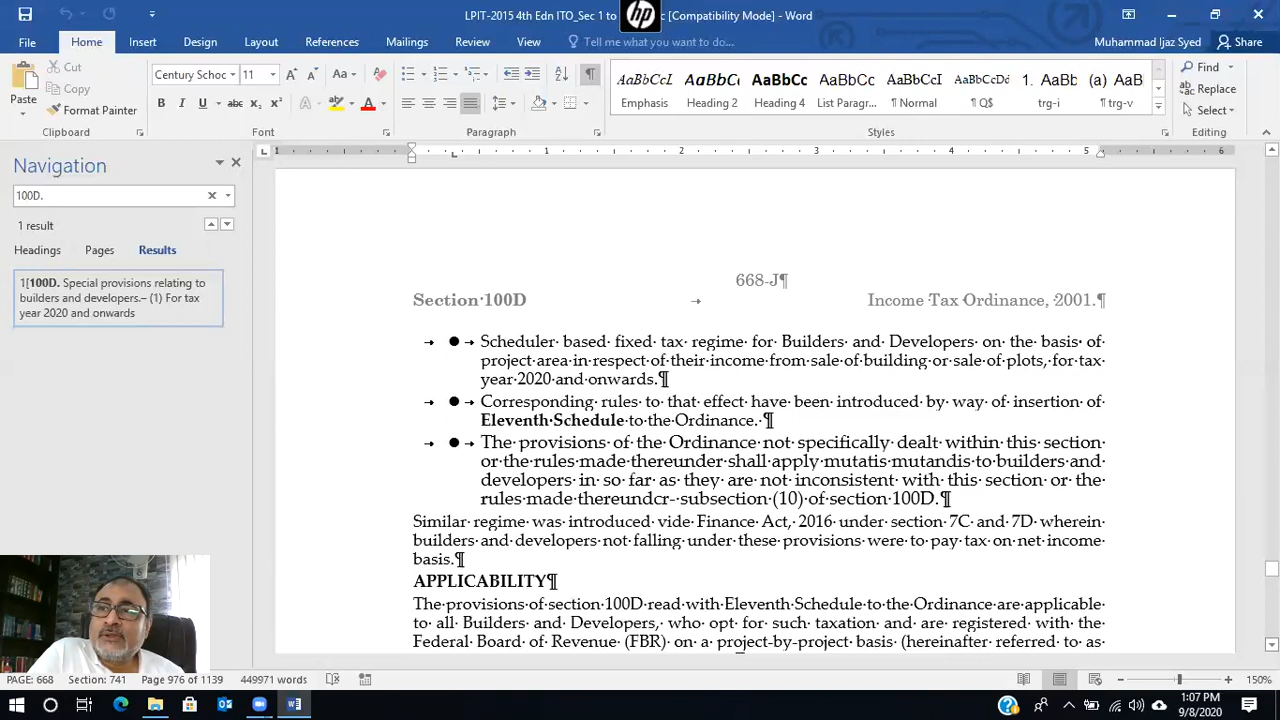 LPIT-2015 4th Edn ITO_Sec 1 to
hp
c [Compatibility Mode] - Word
File Home Insert Design Layout References Mailings Review View Help Tell me what you want to do... Muhammad Ijaz Syed Share
Paste
Cut
Copy
Format Painter
Clipboard
Century Schoc 11
Aa
B I U abc
Font
Paragraph
AaBbCcL AaBbC( AaBbCc AaBbCcI AaBbCcI AaBbCcDd 1. AaBb (a) AaB
Emphasis Heading 2 Heading List Paragr... ¶ Normal ¶ Q$ trg-i ¶ trg-v
Styles
Find
Replace
Select
Editing
Navigation
100D.
1 result
Headings Pages Results
1[100D. Special provisions relating to
builders and developers.– (1) For tax
year 2020 and onwards
1 1 2 3 4 5 6
668-J¶
Section·100D → Income·Tax·Ordinance,·2001.¶
→ ● → Scheduler· based· fixed· tax· regime· for· Builders· and· Developers· on· the· basis· of·
project·area·in·respect·of·their·income·from·sale·of·building·or·sale·of·plots,·for·tax·
year·2020·and·onwards.¶
→ ● → Corresponding· rules· to· that· effect· have· been· introduced· by· way· of· insertion· of·
Eleventh·Schedule·to·the·Ordinance.·¶
→ ● → The· provisions· of· the· Ordinance· not· specifically· dealt· within· this· section·
or·the·rules·made·thereunder·shall·apply·mutatis·mutandis·to·builders·and·
developers· in· so· far· as· they· are· not· inconsistent· with· this· section· or· the·
rules·made·thereundcr-·subsection·(10)·of·section·100D.¶
Similar· regime· was· introduced· vide· Finance· Act,· 2016· under· section· 7C· and· 7D· wherein·
builders· and· developers· not· falling· under· these· provisions· were· to· pay· tax· on· net· income·
basis.¶
APPLICABILITY¶
The·provisions·of·section·100D·read·with·Eleventh·Schedule·to·the·Ordinance·are·applicable·
to· all· Builders· and· Developers,· who· opt· for· such· taxation· and· are· registered· with· the·
Federal· Board· of· Revenue· (FBR)· on· a· project-by-project· basis· (hereinafter· referred· to· as·
PAGE: 668 Section: 741 Page 976 of 1139 449971 words 150%
1:07 PM
9/8/2020